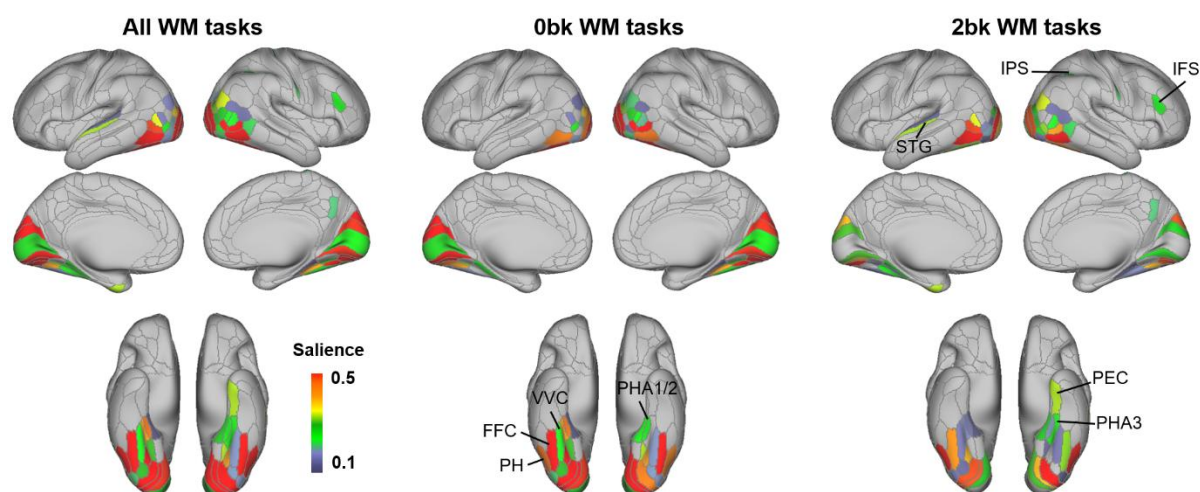 All WM tasks
0bk WM tasks
2bk WM tasks
IPS
IFS
STG
Salience
0.5
0.1
VVC
PHA1/2
FFC
PH
PEC
PHA3